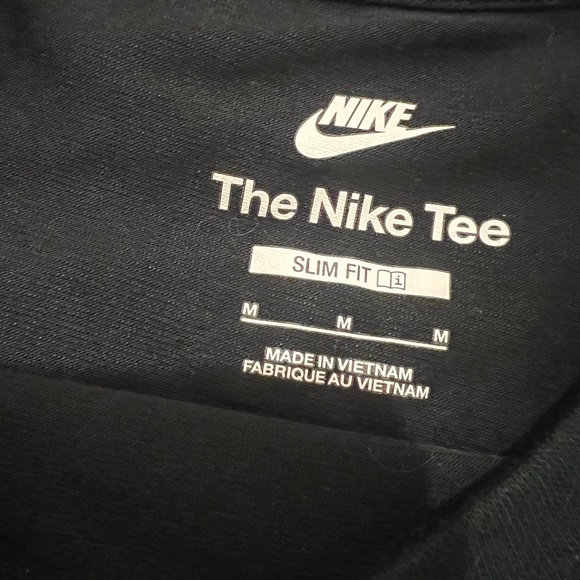 NIKE
The Nike Tee
SLIM FIT
M M M
MADE IN VIETNAM
FABRIQUE AU VIETNAM